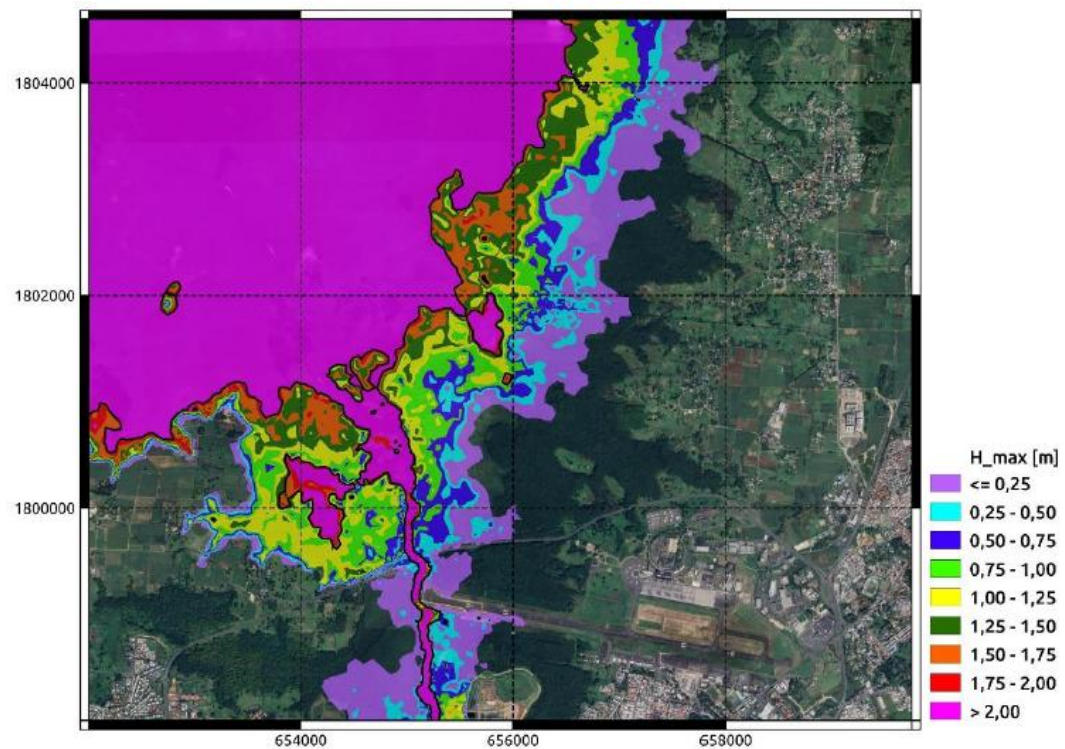 1804000
1802000
1800000
654000
656000
658000
H_max [m]
<= 0,25
0,25 - 0,50
0,50 - 0,75
0,75 - 1,00
1,00 - 1,25
1,25 - 1,50
1,50 - 1,75
1,75 - 2,00
> 2,00